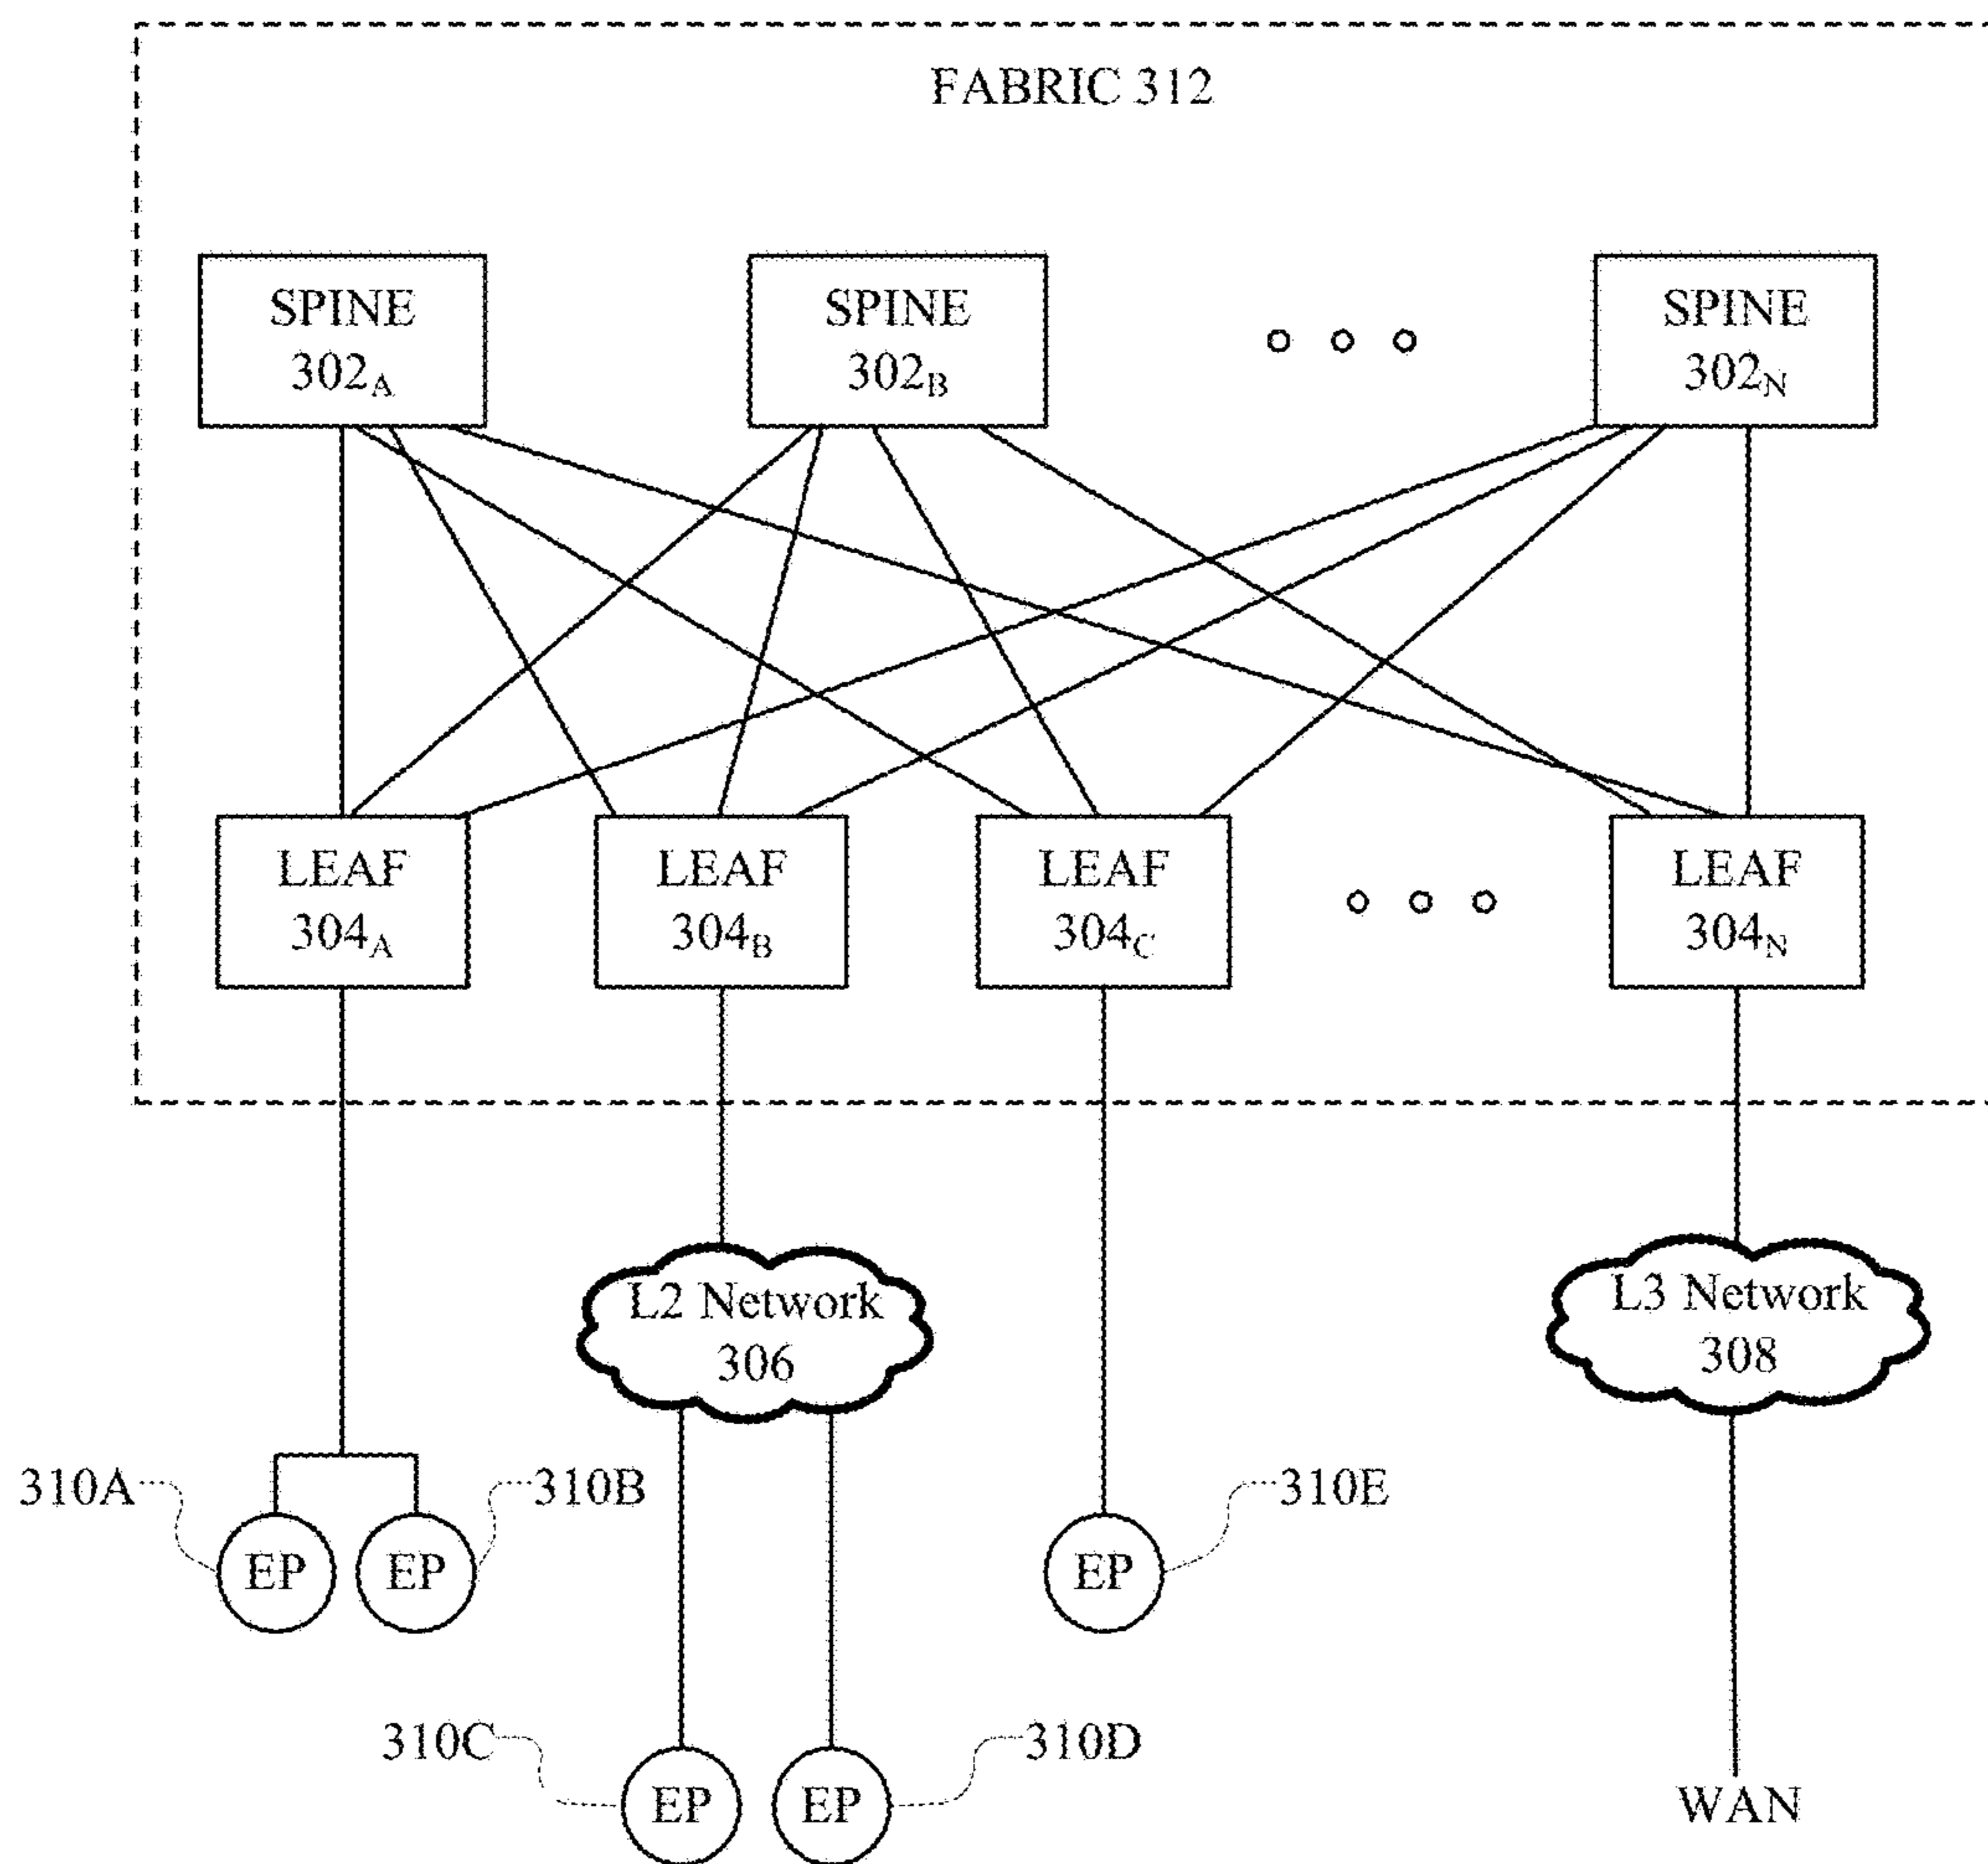 FABRIC 312
SPINE
302A
SPINE
302B
SPINE
302N
LEAF
304A
LEAF
304B
LEAF
304C
LEAF
304N
L2 Network
306
L3 Network
308
310A
310B
310E
EP
EP
EP
310C
310D
EP
EP
WAN